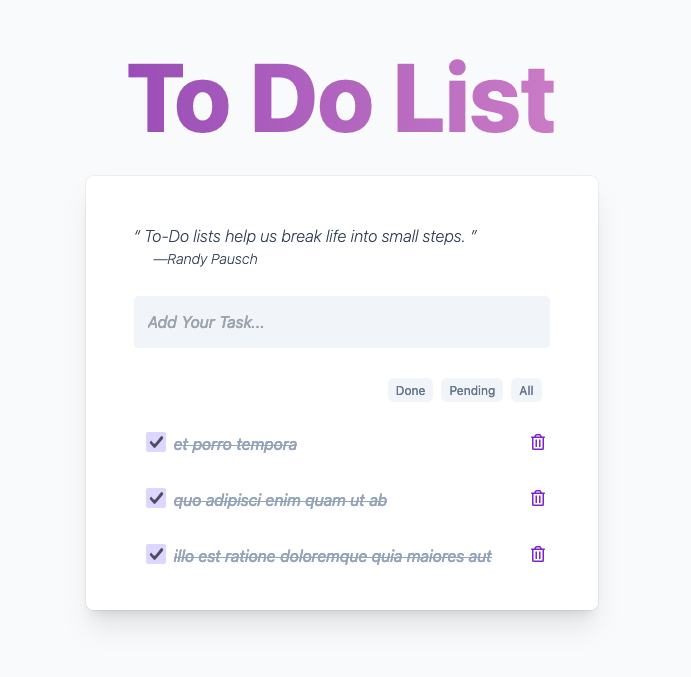 To Do List
“ To-Do lists help us break life into small steps. ”
—Randy Pausch
Add Your Task...
Done Pending All
et porro tempora
quo adipisci enim quam ut ab
illo est ratione doloremque quia maiores aut